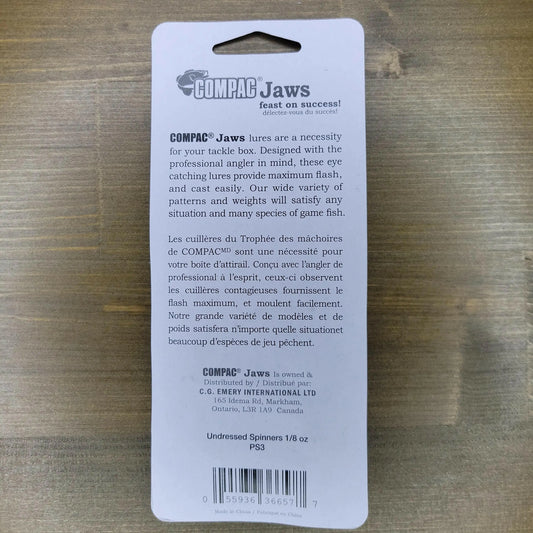 COMPAC® Jaws
feast on success!
délectez-vous du succès!
COMPAC® Jaws lures are a necessity
for your tackle box. Designed with the
professional angler in mind, these eye
catching lures provide maximum flash,
and cast easily. Our wide variety of
patterns and weights will satisfy any
situation and many species of game fish.
Les cuillères du Trophée des mâchoires
de COMPACᴹᴰ sont une nécessité pour
votre boîte d'attirail. Conçu avec l'angler de
professional à l'esprit, ceux-ci observent
les cuillères contagieuses fournissent le
flash maximum, et moulent facilement.
Notre grande variété de modèles et de
poids satisfera n'importe quelle situationet
beaucoup d'espèces de jeu pêchent.
COMPAC® Jaws is owned &
Distributed by / Distribué par:
C.G. EMERY INTERNATIONAL LTD
165 Idema Rd, Markham,
Ontario, L3R 1A9 Canada
Undressed Spinners 1/8 oz
PS3
0 55936 36657 7
Made in China / Fabriqué en Chine